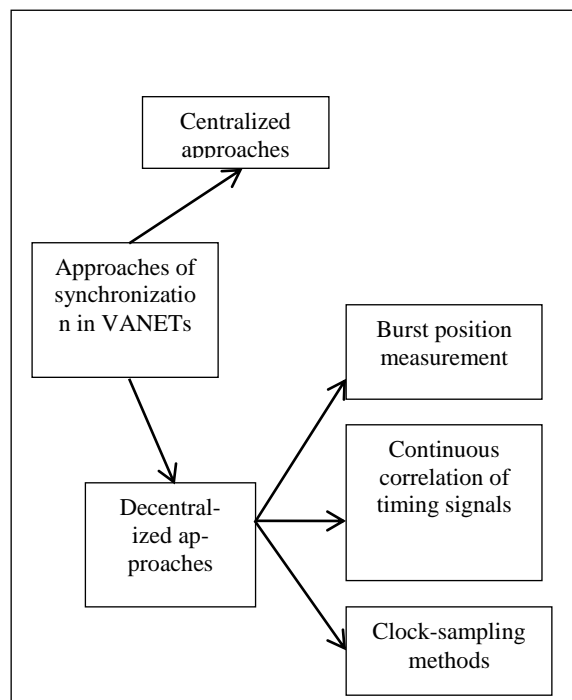 Centralized
approaches
Approaches of
synchronizatio
n in VANETs
Burst position
measurement
Continuous
correlation of
timing signals
Decentral-
ized ap-
proaches
Clock-sampling
methods